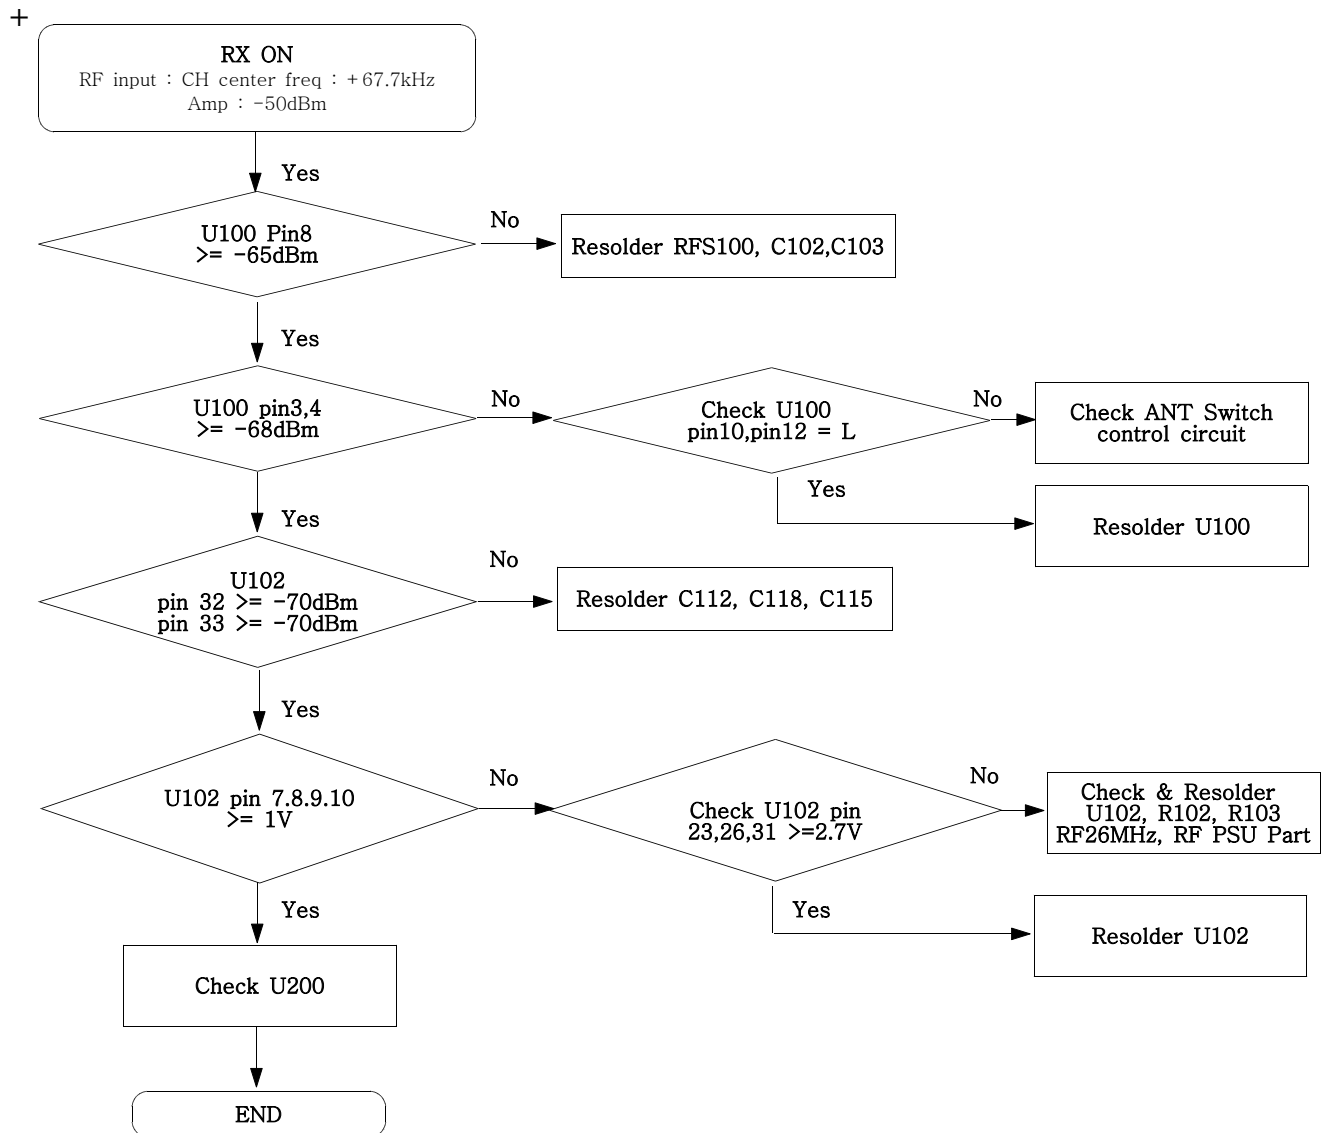 +
RX ON
RF input : CH center freq : +67.7kHz
Amp : -50dBm
Yes
U100 Pin8
>= -65dBm
No
Resolder RFS100, C102,C103
Yes
U100 pin3,4
>= -68dBm
No
Check U100
pin10,pin12 = L
No
Check ANT Switch
control circuit
Yes
Resolder U100
Yes
U102
pin 32 >= -70dBm
pin 33 >= -70dBm
No
Resolder C112, C118, C115
Yes
U102 pin 7.8.9.10
>= 1V
No
Check U102 pin
23,26,31 >=2.7V
No
Check & Resolder
U102, R102, R103
RF26MHz, RF PSU Part
Yes
Resolder U102
Yes
Check U200
END